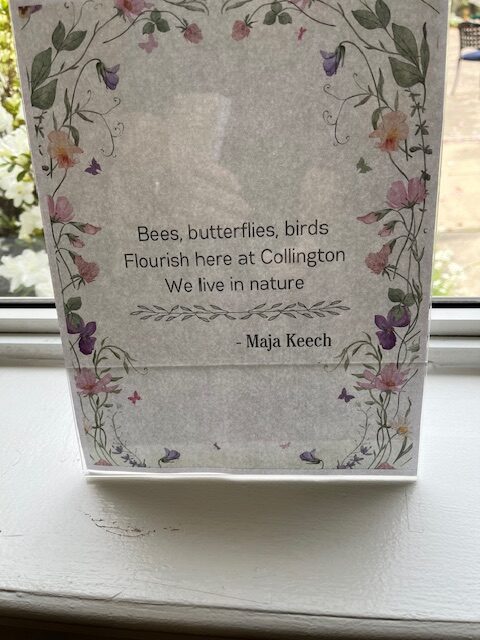 Bees, butterflies, birds
Flourish here at Collington
We live in nature
- Maja Keech